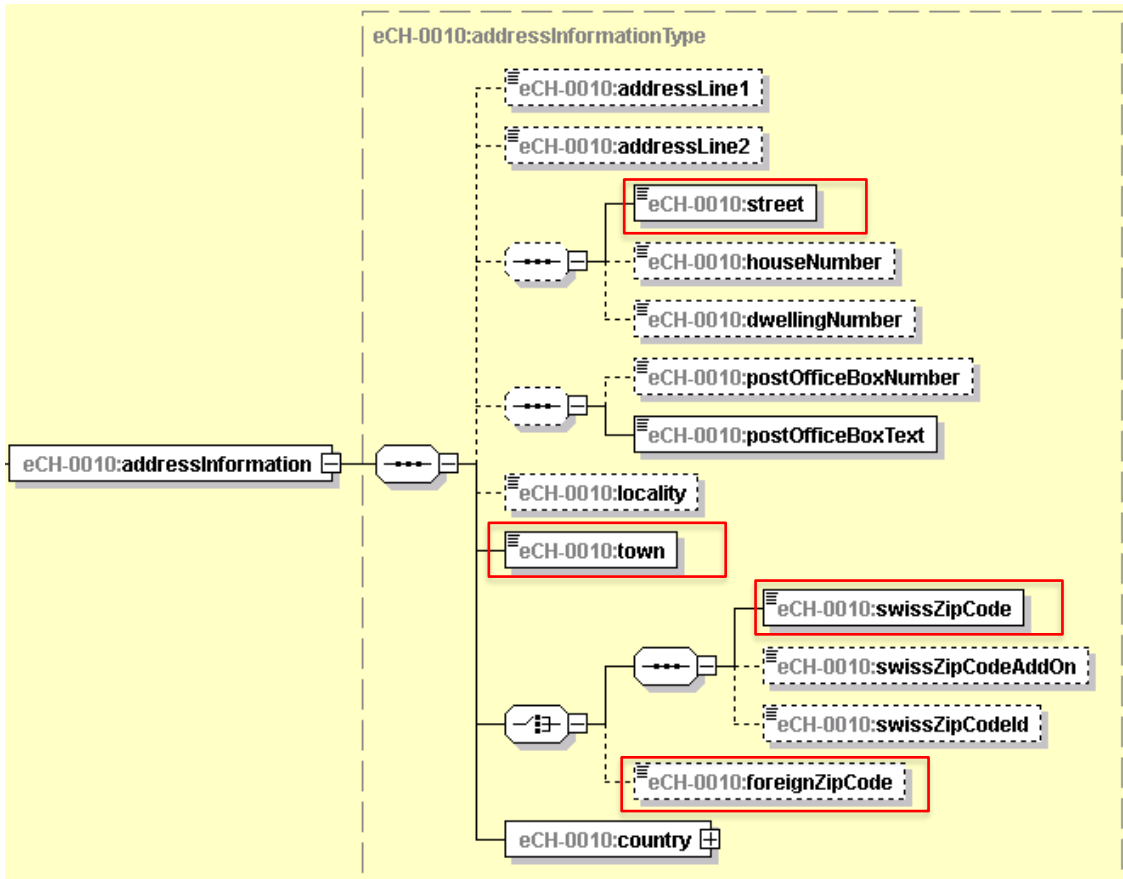 eCH-0010:addressInformationType
eCH-0010:addressLine1
eCH-0010:addressLine2
eCH-0010:street
eCH-0010:houseNumber
eCH-0010:dwellingNumber
eCH-0010:postOfficeBoxNumber
eCH-0010:postOfficeBoxText
eCH-0010:addressInformation
eCH-0010:locality
eCH-0010:town
eCH-0010:swissZipCode
eCH-0010:swissZipCodeAddOn
eCH-0010:swissZipCodeId
eCH-0010:foreignZipCode
eCH-0010:country